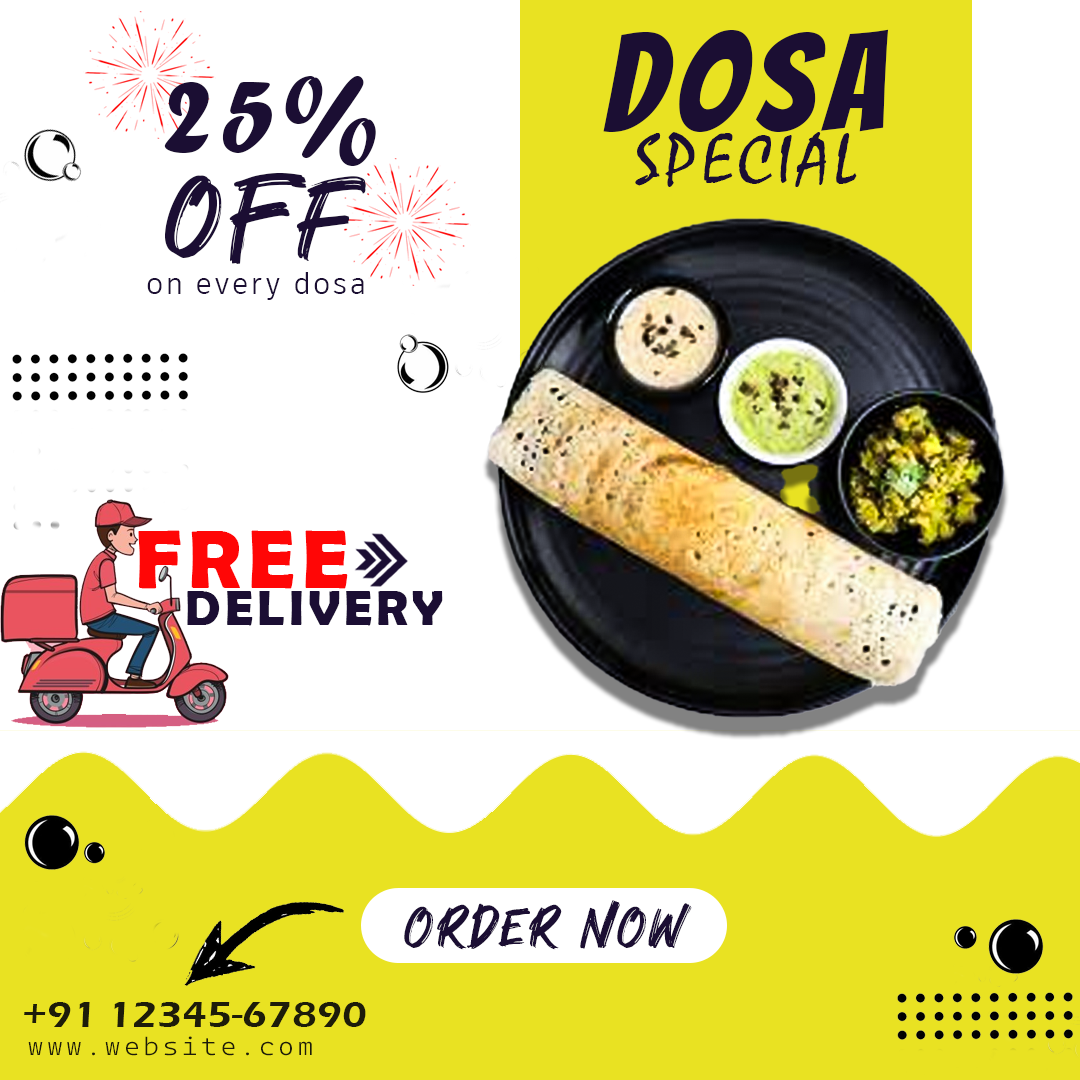 25%
OFF
on every dosa
DOSA
SPECIAL
FREE
DELIVERY
ORDER NOW
+91 12345-67890
www.website.com